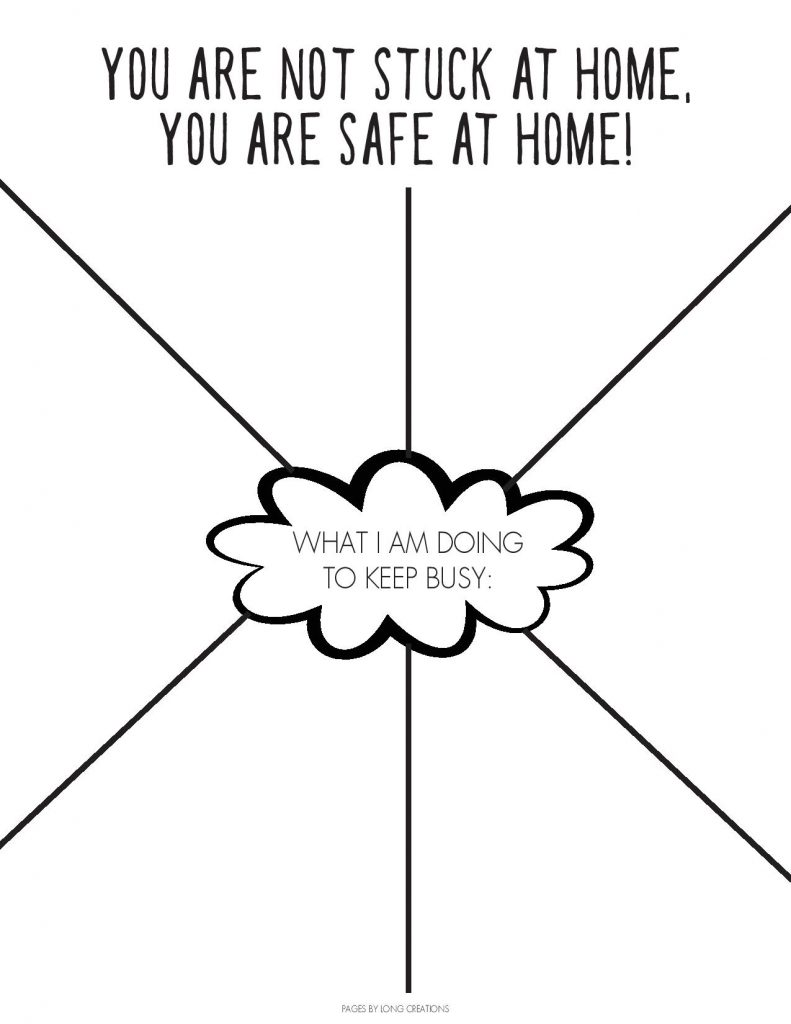 YOU ARE NOT STUCK AT HOME,
YOU ARE SAFE AT HOME!
WHAT I AM DOING
TO KEEP BUSY:
PAGES BY LONG CREATIONS